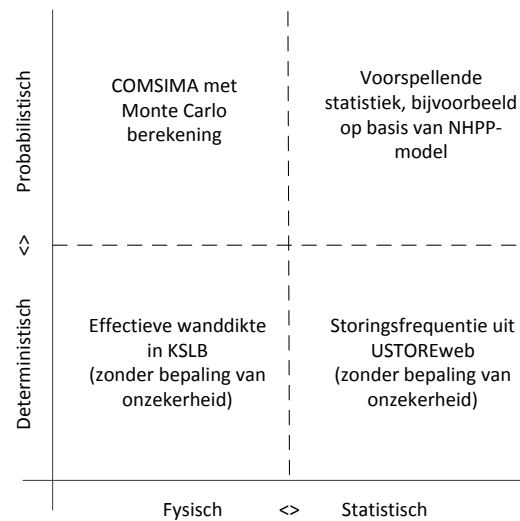 Probabilistisch
<>
Deterministisch
COMSIMA met
Monte Carlo
berekening
Voorspellende
statistiek, bijvoorbeeld
op basis van NHPP-
model
Effectieve wanddikte
in KSLB
(zonder bepaling van
onzekerheid)
Storingsfrequentie uit
USTOREweb
(zonder bepaling van
onzekerheid)
Fysisch <> Statistisch